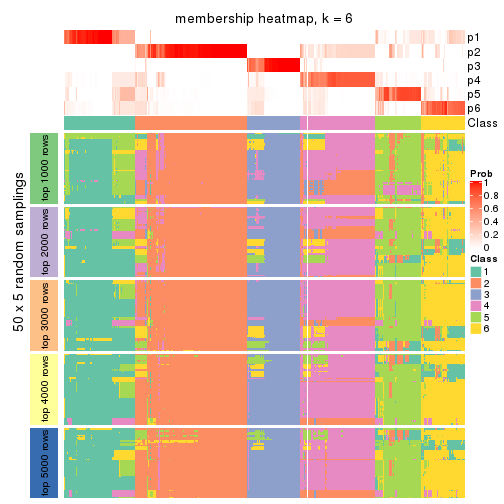 membership heatmap, k = 6
p1
p2
p3
p4
p5
p6
Class
50 x 5 random samplings
top 1000 rows
top 2000 rows
top 3000 rows
top 4000 rows
top 5000 rows
Prob
1
0.8
0.6
0.4
0.2
0
Class
1
2
3
4
5
6